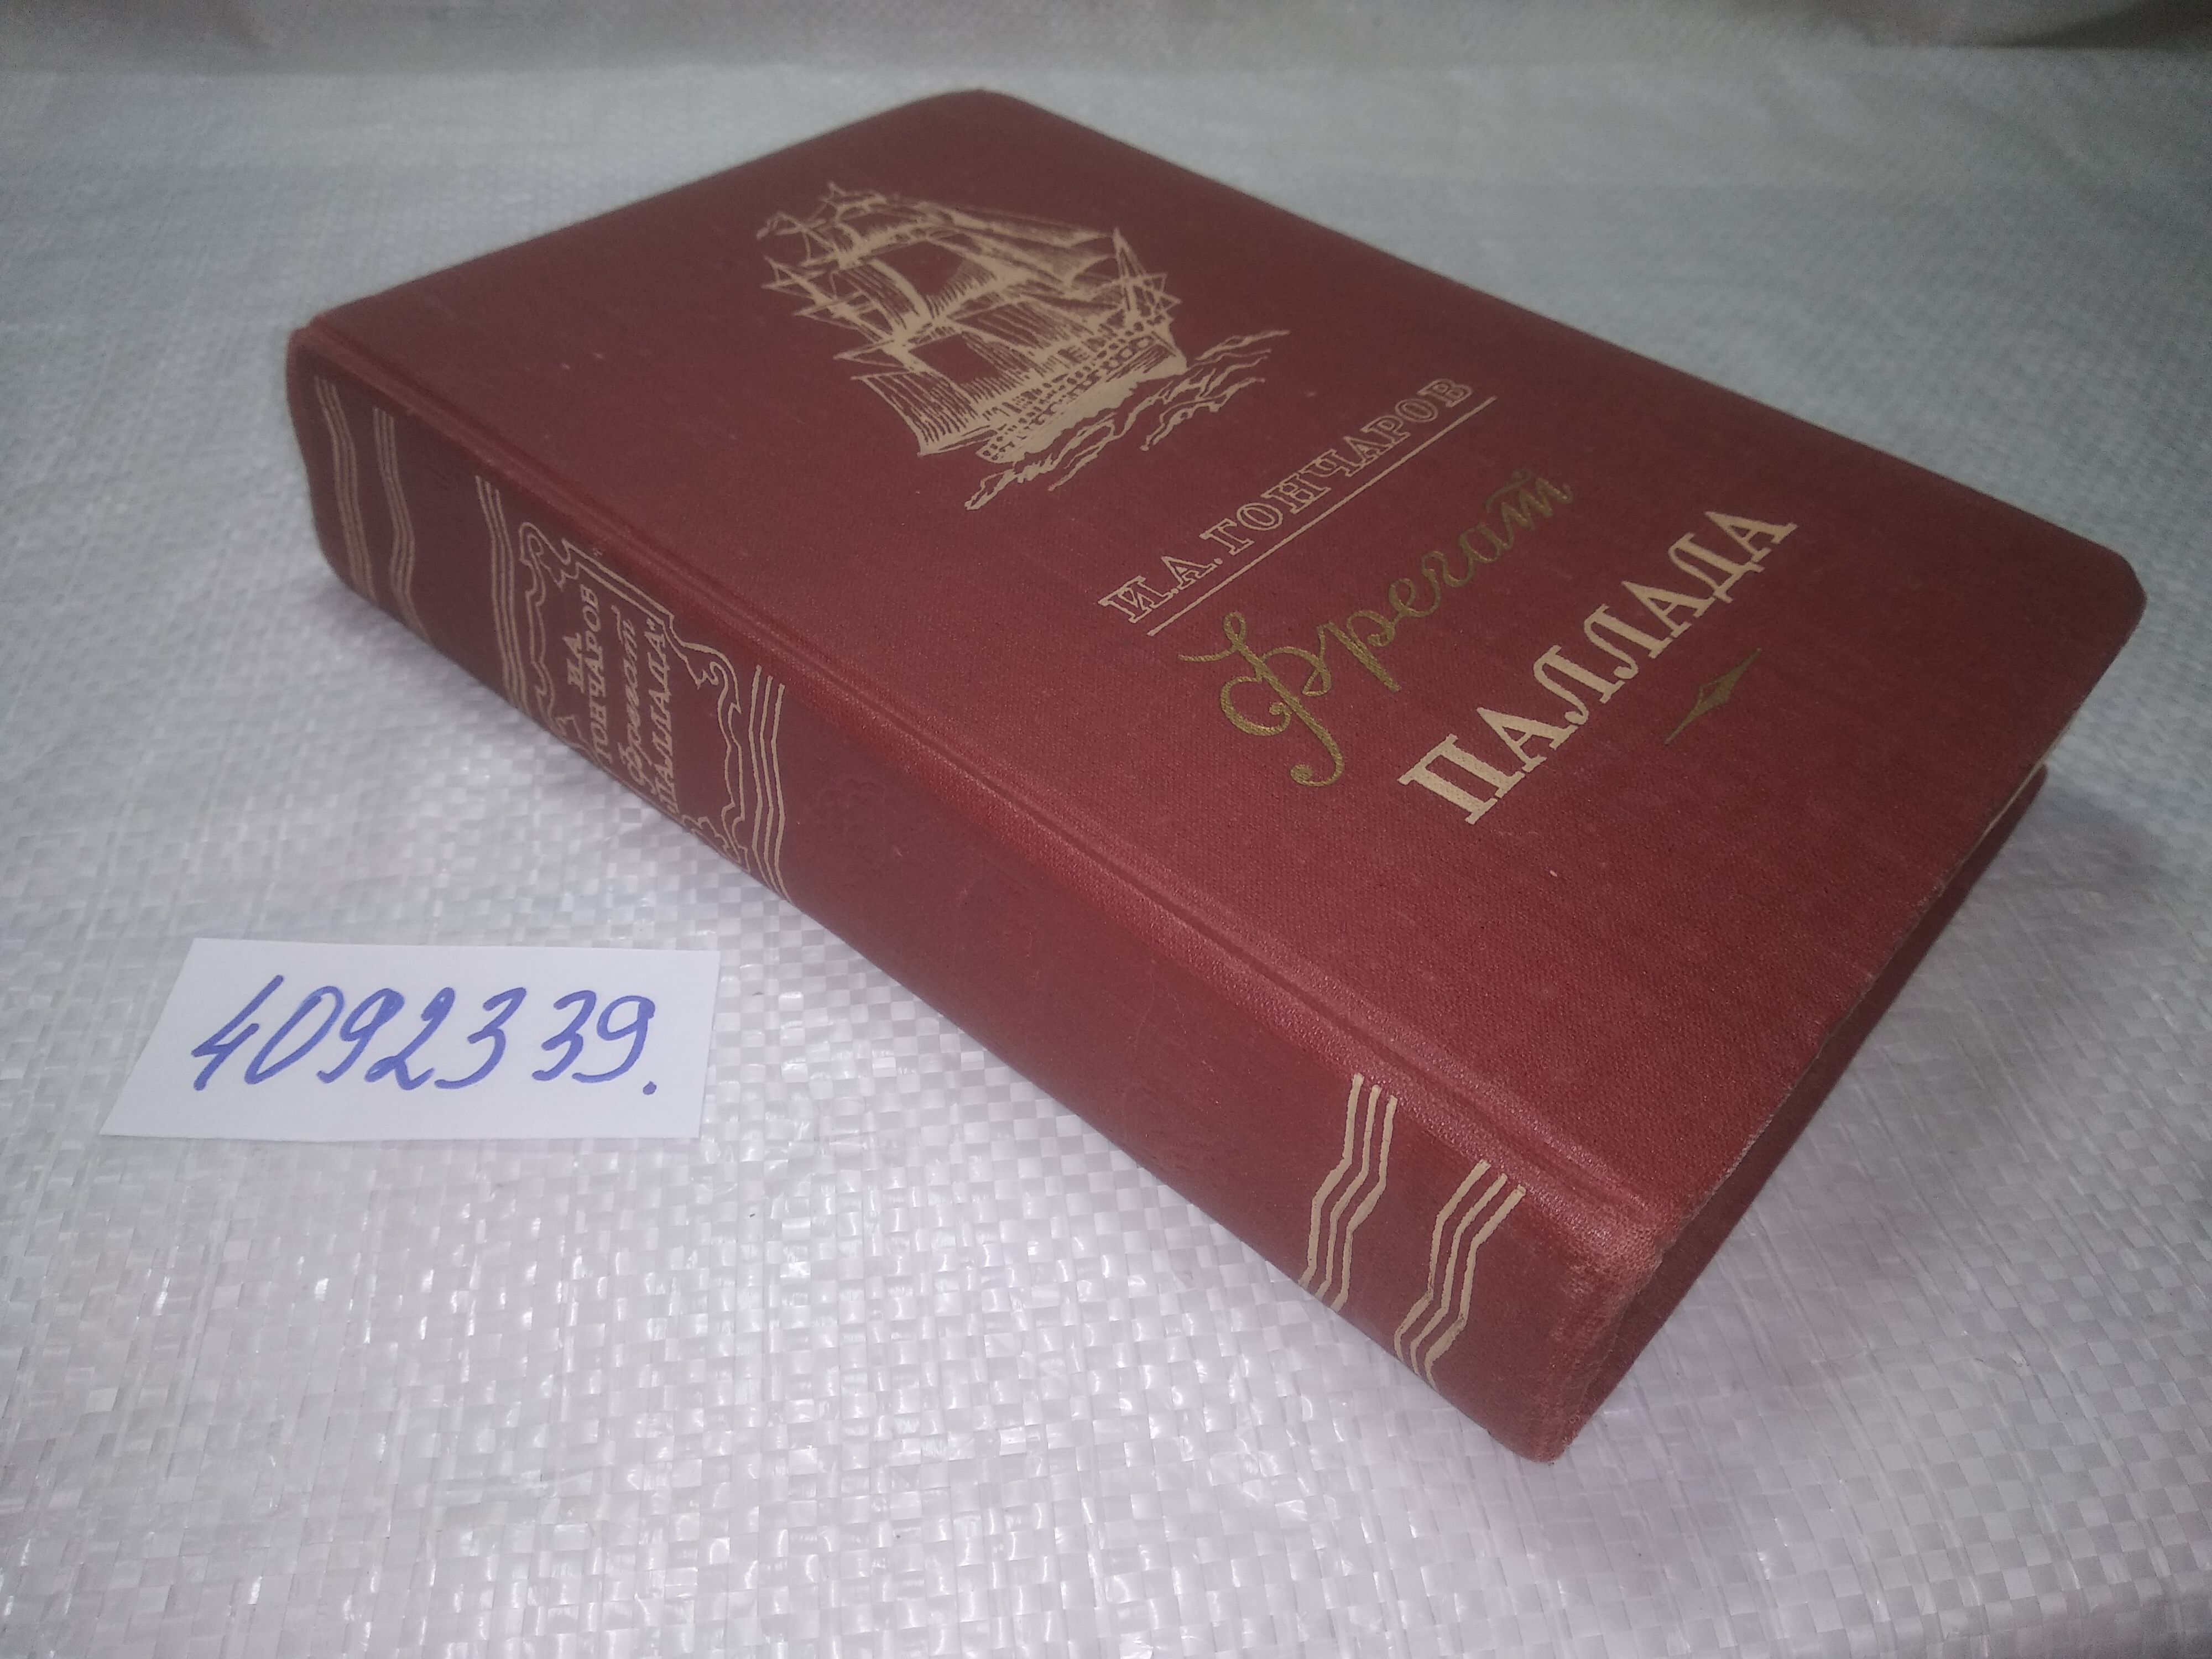 И.А. ГОНЧАРОВ
Фрегат
ПАЛЛАДА
И.А.
ГОНЧАРОВ
Фрегат
"ПАЛЛАДА"
4092339.